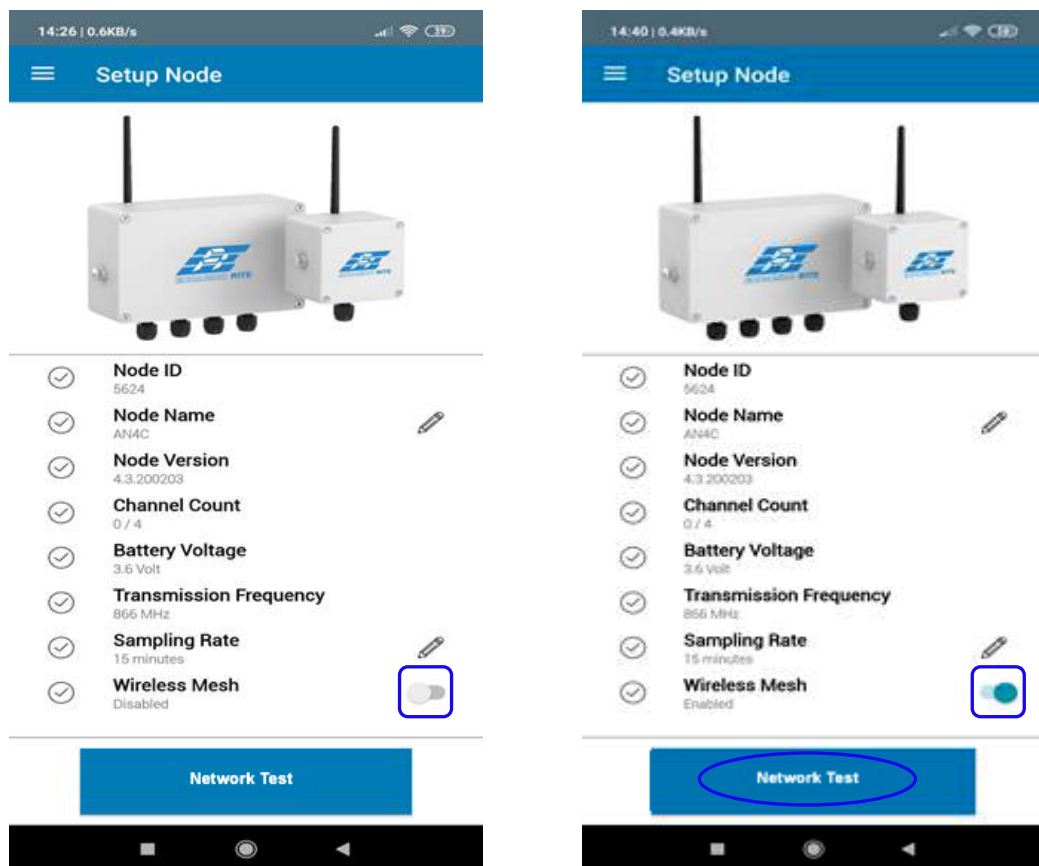 14:26 | 0.6KB/s
Setup Node
RITE
Node ID
5624
Node Name
AN4C
Node Version
4.3.200203
Channel Count
0 / 4
Battery Voltage
3.6 Volt
Transmission Frequency
866 MHz
Sampling Rate
15 minutes
Wireless Mesh
Disabled
Network Test
14:40 | 0.4KB/s
Setup Node
Node ID
5624
Node Name
AN4C
Node Version
4.3.200203
Channel Count
0 / 4
Battery Voltage
3.6 Volt
Transmission Frequency
866 MHz
Sampling Rate
15 minutes
Wireless Mesh
Enabled
Network Test